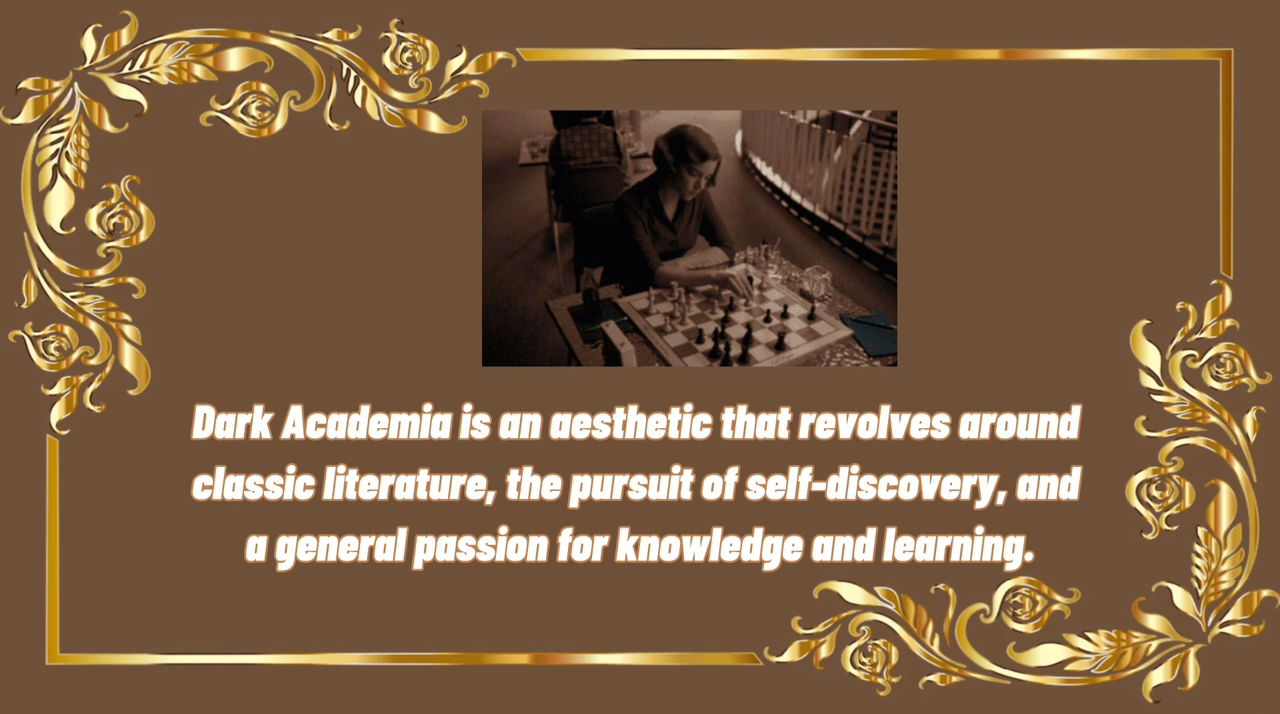 Dark Academia is an aesthetic that revolves around
classic literature, the pursuit of self-discovery, and
a general passion for knowledge and learning.